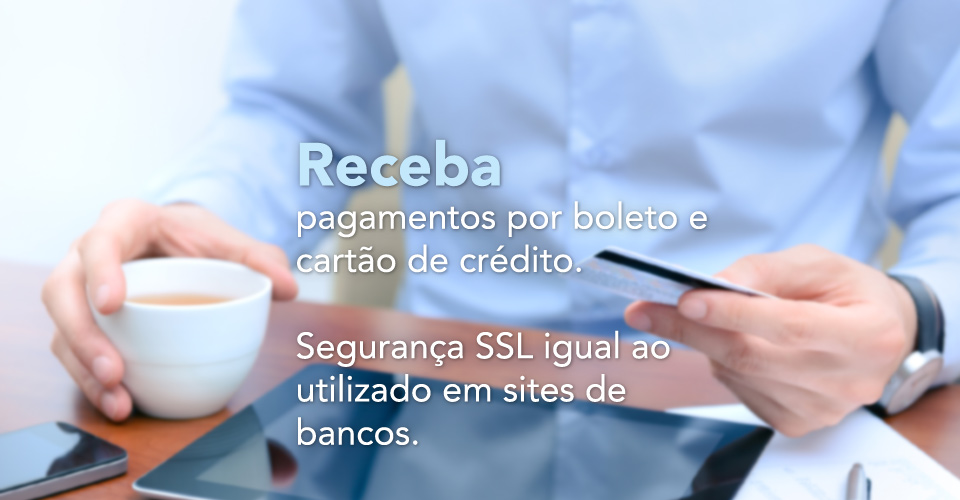 Receba
pagamentos por boleto e
cartão de crédito.
Segurança SSL igual ao
utilizado em sites de
bancos.